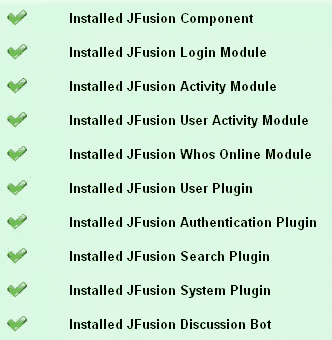 Installed JFusion Component
Installed JFusion Login Module
Installed JFusion Activity Module
Installed JFusion User Activity Module
Installed JFusion Whos Online Module
Installed JFusion User Plugin
Installed JFusion Authentication Plugin
Installed JFusion Search Plugin
Installed JFusion System Plugin
Installed JFusion Discussion Bot